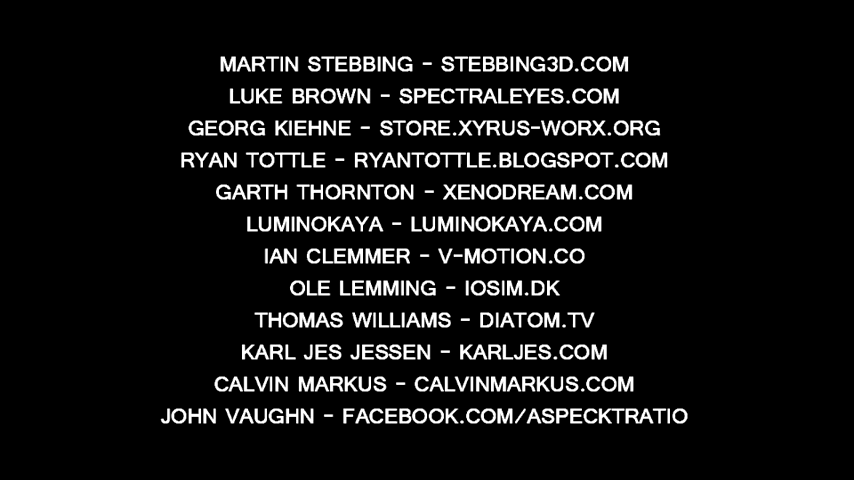 MARTIN STEBBING - STEBBING3D.COM
LUKE BROWN - SPECTRALEYES.COM
GEORG KIEHNE - STORE.XYRUS-WORX.ORG
RYAN TOTTLE - RYANTOTTLE.BLOGSPOT.COM
GARTH THORNTON - XENODREAM.COM
LUMINOKAYA - LUMINOKAYA.COM
IAN CLEMMER - V-MOTION.CO
OLE LEMMING - IOSIM.DK
THOMAS WILLIAMS - DIATOM.TV
KARL JES JESSEN - KARLJES.COM
CALVIN MARKUS - CALVINMARKUS.COM
JOHN VAUGHN - FACEBOOK.COM/ASPECKTRATIO